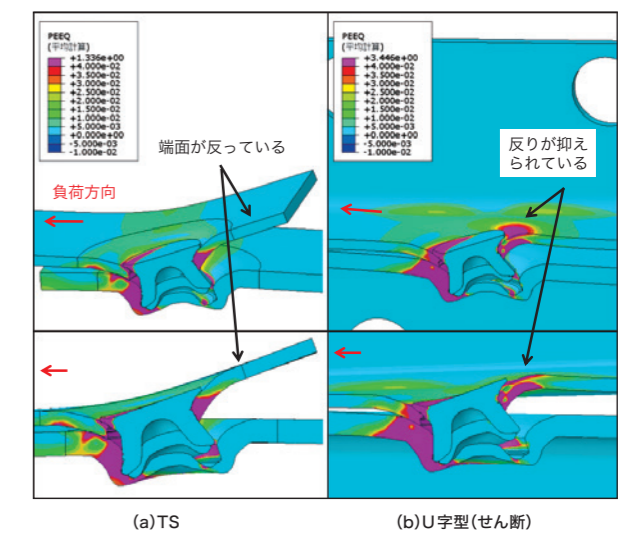 PEEQ
(平均計算)
+1.336e+00
+4.000e-02
+3.500e-02
+3.000e-02
+2.500e-02
+2.000e-02
+1.500e-02
+1.000e-02
+5.000e-03
+0.000e+00
-5.000e-03
-1.000e-02
端面が反っている
負荷方向
PEEQ
(平均計算)
+3.446e+00
+4.000e-02
+3.500e-02
+3.000e-02
+2.500e-02
+2.000e-02
+1.500e-02
+1.000e-02
+5.000e-03
+0.000e+00
-5.000e-03
-1.000e-02
反りが抑え
られている
(a)TS
(b)U字型(せん断)